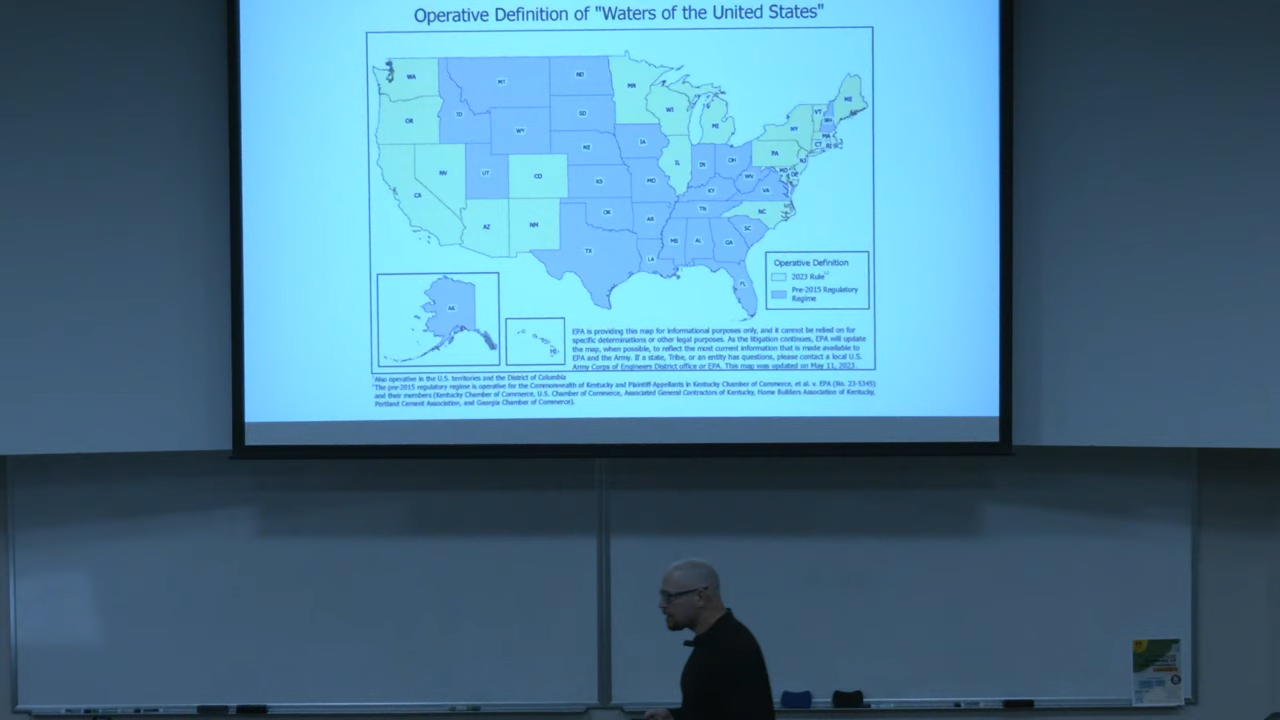 Operative Definition of "Waters of the United States"
WA
MT
ND
MN
ME
OR
ID
SD
WI
VT
NH
WY
MI
NY
MA
NE
IA
CT
RI
NV
UT
CO
IL
IN
OH
PA
NJ
CA
KS
MO
WV
MD
DE
KY
VA
AZ
NM
OK
AR
TN
NC
SC
TX
LA
MS
AL
GA
FL
AK
HI
Operative Definition
2023 Rule
Pre-2015 Regulatory
Regime
EPA is providing this map for informational purposes only, and it cannot be relied on for
specific determinations or other legal purposes. As the litigation continues, EPA will update
the map, when possible, to reflect the most current information that is made available to
EPA and the Army. If a state, Tribe, or an entity has questions, please contact a local U.S.
Army Corps of Engineers District office or EPA. This map was updated on May 11, 2023.
Also operative in the U.S. territories and the District of Columbia
The pre-2015 regulatory regime is operative for the Commonwealth of Kentucky and Plaintiff-Appellants in Kentucky Chamber of Commerce, et al. v. EPA (No. 23-5345)
and their members (Kentucky Chamber of Commerce, U.S. Chamber of Commerce, Associated General Contractors of Kentucky, Home Builders Association of Kentucky,
Portland Cement Association, and Georgia Chamber of Commerce).